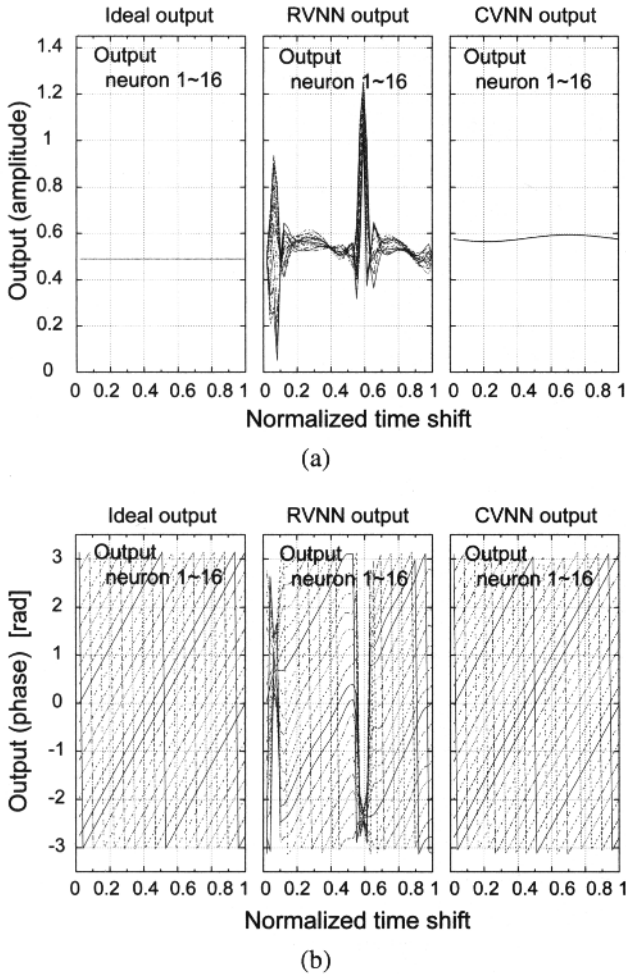 Ideal output RVNN output CVNN output
1.4
1.2
1
0.8
0.6
0.4
0.2
0
Output (amplitude)
Output
neuron 1~16
Output
neuron 1~16
Output
neuron 1~16
0 0.2 0.4 0.6 0.8 1 0 0.2 0.4 0.6 0.8 1 0 0.2 0.4 0.6 0.8 1
Normalized time shift
(a)
Ideal output RVNN output CVNN output
3
2
1
0
-1
-2
-3
Output (phase) [rad]
Output
neuron 1~16
Output
neuron 1~16
Output
neuron 1~16
0 0.2 0.4 0.6 0.8 1 0 0.2 0.4 0.6 0.8 1 0 0.2 0.4 0.6 0.8 1
Normalized time shift
(b)